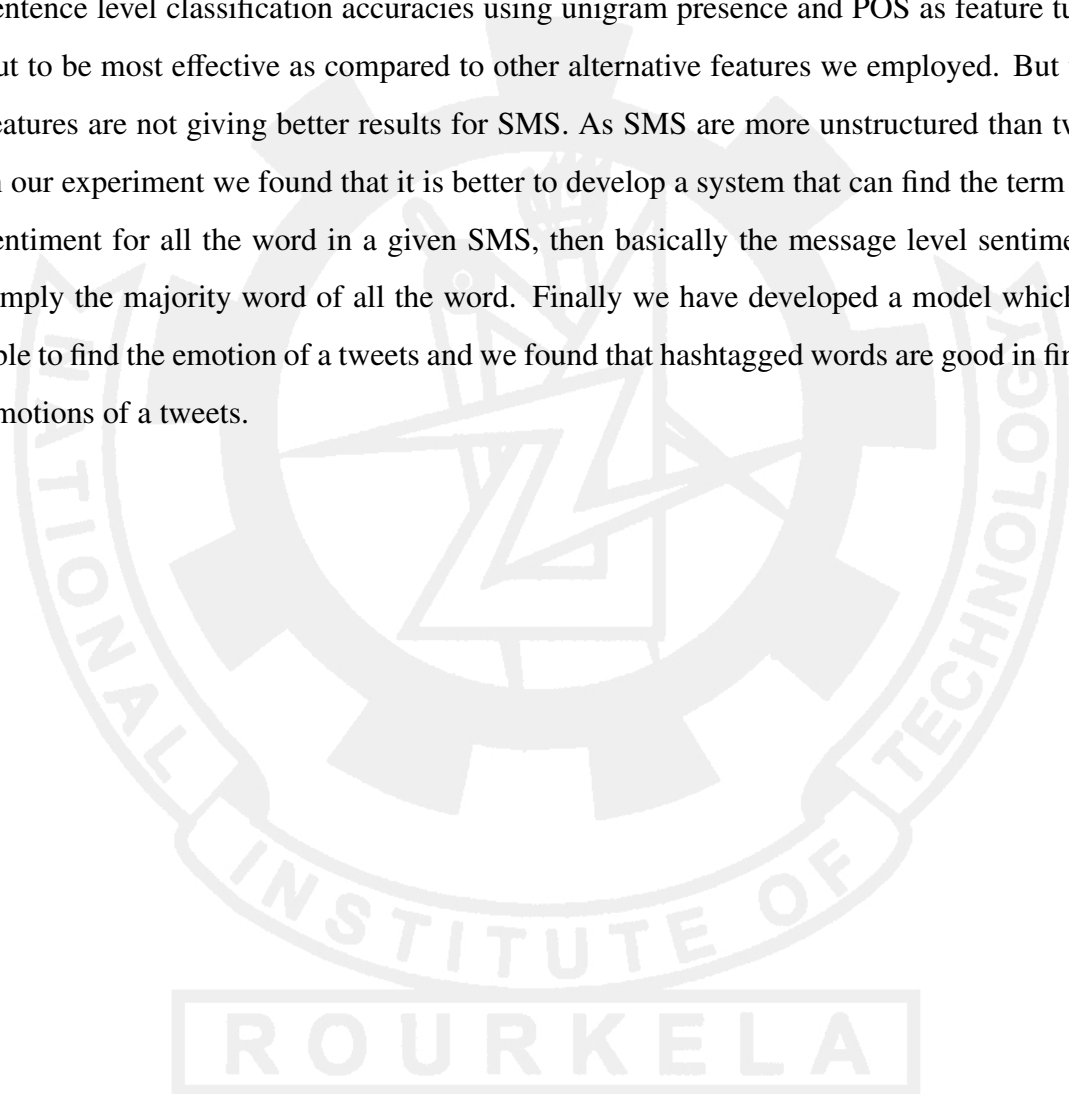 entence level classification accuracies using unigram presence and POS as feature tu
ut to be most effective as compared to other alternative features we employed. But
eatures are not giving better results for SMS. As SMS are more unstructured than tw
n our experiment we found that it is better to develop a system that can find the term
entiment for all the word in a given SMS, then basically the message level sentime
imply the majority word of all the word. Finally we have developed a model which
ble to find the emotion of a tweets and we found that hashtagged words are good in fin
motions of a tweets.
NATIONAL INSTITUTE OF TECHNOLOGY
ROURKELA